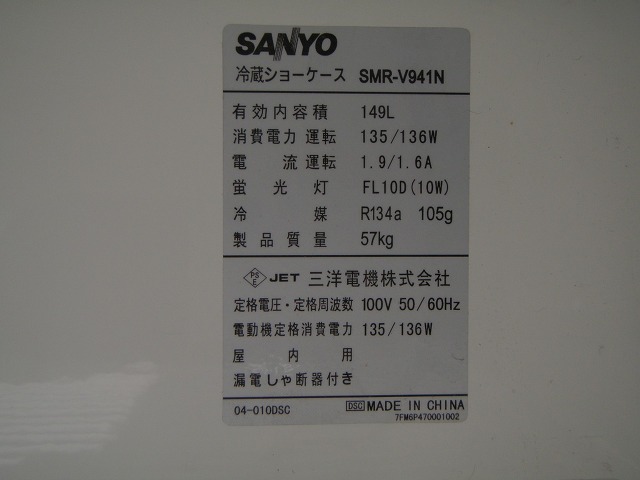 SANYO
冷蔵ショーケース SMR-V941N
有効内容積 149L
消費電力 運転 135/136W
電流 運転 1.9/1.6A
蛍光灯 FL10D(10W)
冷媒 R134a 105g
製品質量 57kg
PS E JET 三洋電機株式会社
定格電圧・定格周波数 100V 50/60Hz
電動機定格消費電力 135/136W
屋内用
漏電しゃ断器付き
04-010DSC DSC MADE IN CHINA
7FM6P470001002